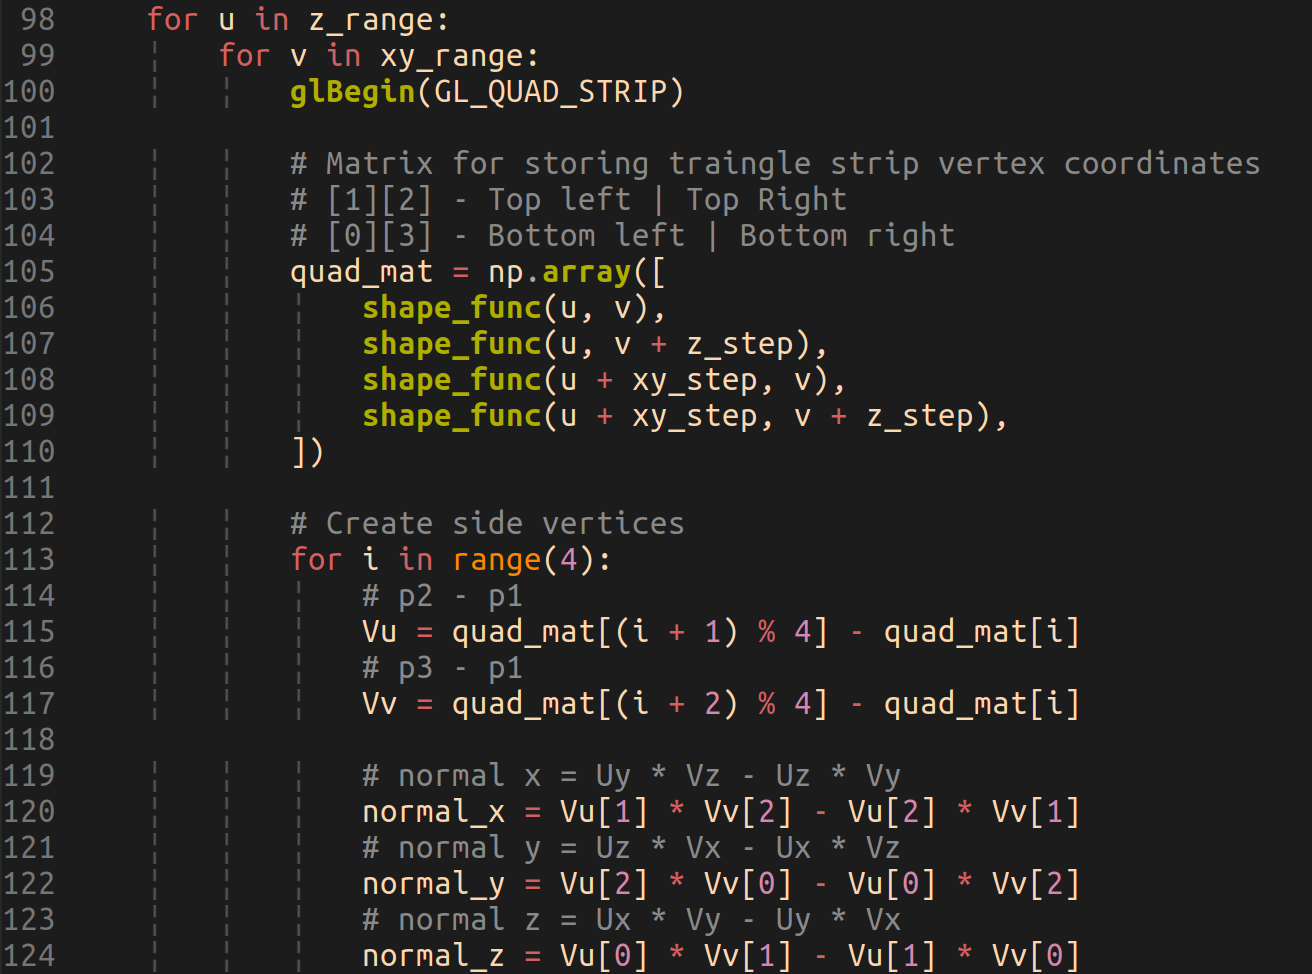 98 for u in z_range:
99 for v in xy_range:
100 glBegin(GL_QUAD_STRIP)
101
102 # Matrix for storing traingle strip vertex coordinates
103 # [1][2] - Top left | Top Right
104 # [0][3] - Bottom left | Bottom right
105 quad_mat = np.array([
106 shape_func(u, v),
107 shape_func(u, v + z_step),
108 shape_func(u + xy_step, v),
109 shape_func(u + xy_step, v + z_step),
110 ])
111
112 # Create side vertices
113 for i in range(4):
114 # p2 - p1
115 Vu = quad_mat[(i + 1) % 4] - quad_mat[i]
116 # p3 - p1
117 Vv = quad_mat[(i + 2) % 4] - quad_mat[i]
118
119 # normal x = Uy * Vz - Uz * Vy
120 normal_x = Vu[1] * Vv[2] - Vu[2] * Vv[1]
121 # normal y = Uz * Vx - Ux * Vz
122 normal_y = Vu[2] * Vv[0] - Vu[0] * Vv[2]
123 # normal z = Ux * Vy - Uy * Vx
124 normal_z = Vu[0] * Vv[1] - Vu[1] * Vv[0]